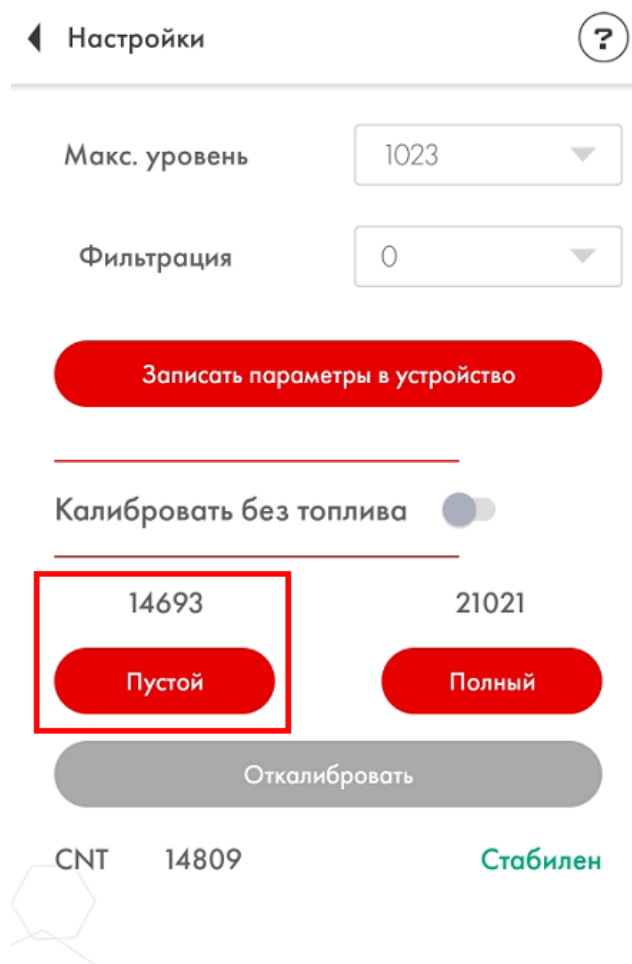 Настройки ?
Макс. уровень 1023
Фильтрация 0
Записать параметры в устройство
Калибровать без топлива
14693 21021
Пустой Полный
Откалибровать
CNT 14809 Стабилен